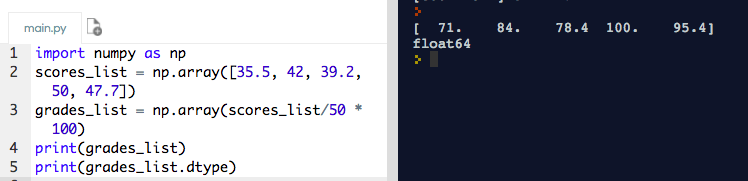 main.py
1 import numpy as np
2 scores_list = np.array([35.5, 42, 39.2,
50, 47.7])
3 grades_list = np.array(scores_list/50 *
100)
4 print(grades_list)
5 print(grades_list.dtype)
[  71.    84.    78.4  100.    95.4]
float64